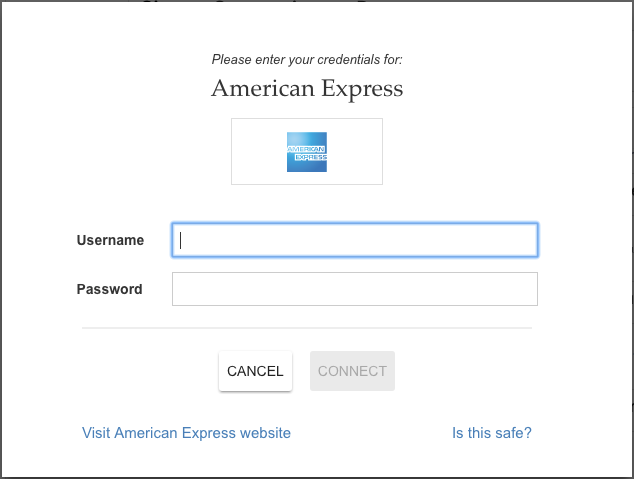 Please enter your credentials for:
American Express
AMERICAN
EXPRESS
Username
Password
CANCEL CONNECT
Visit American Express website Is this safe?